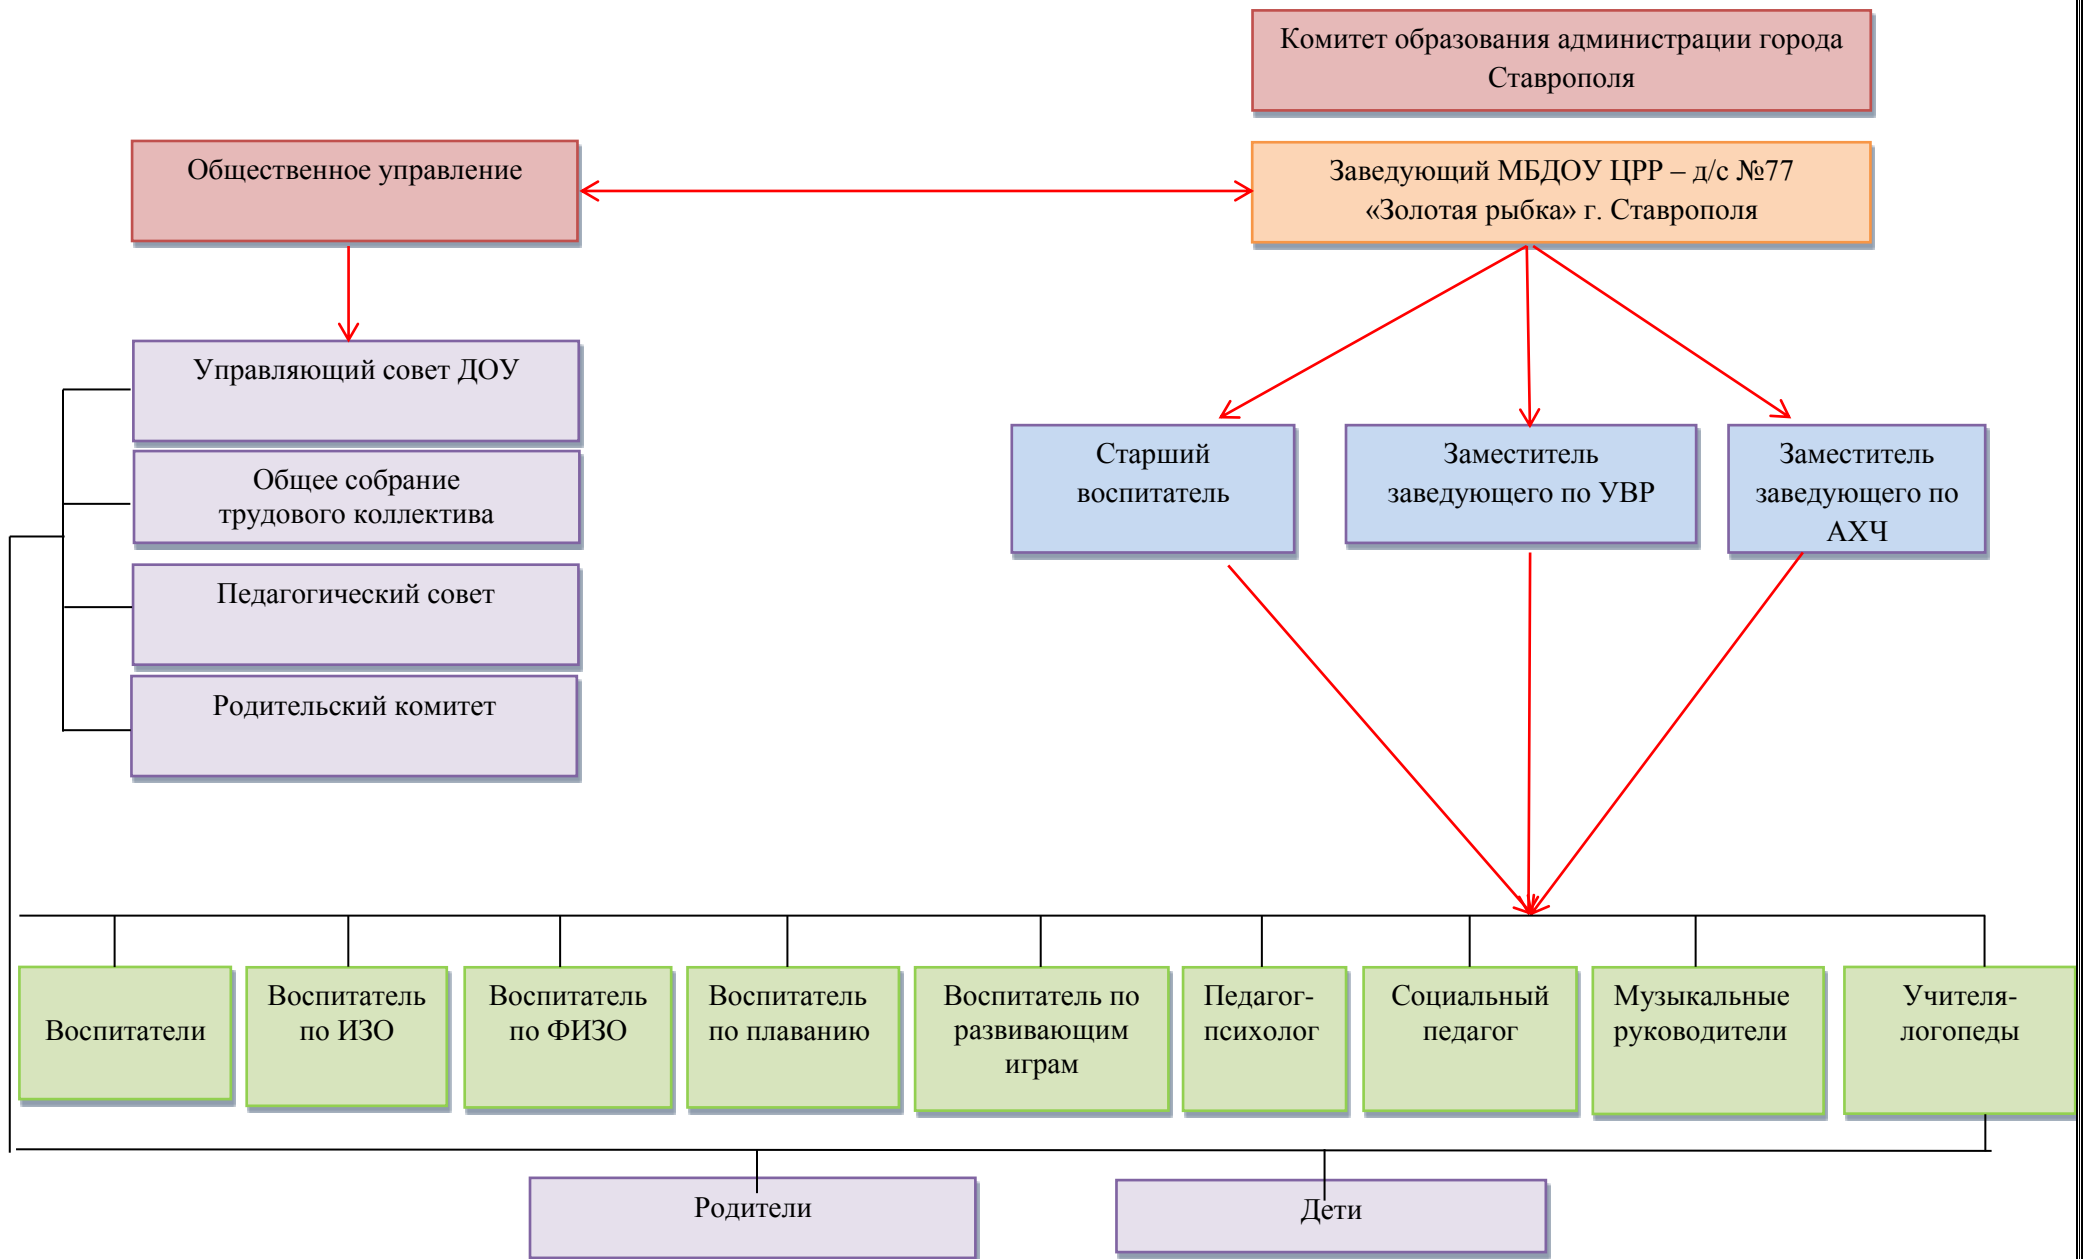 Комитет образования администрации города
Ставрополя
Общественное управление
Заведующий МБДОУ ЦРР – д/с №77
«Золотая рыбка» г. Ставрополя
Управляющий совет ДОУ
Общее собрание
трудового коллектива
Педагогический совет
Родительский комитет
Старший
воспитатель
Заместитель
заведующего по УВР
Заместитель
заведующего по
АХЧ
Воспитатели
Воспитатель
по ИЗО
Воспитатель
по ФИЗО
Воспитатель
по плаванию
Воспитатель по
развивающим
играм
Педагог-
психолог
Социальный
педагог
Музыкальные
руководители
Учителя-
логопеды
Родители
Дети